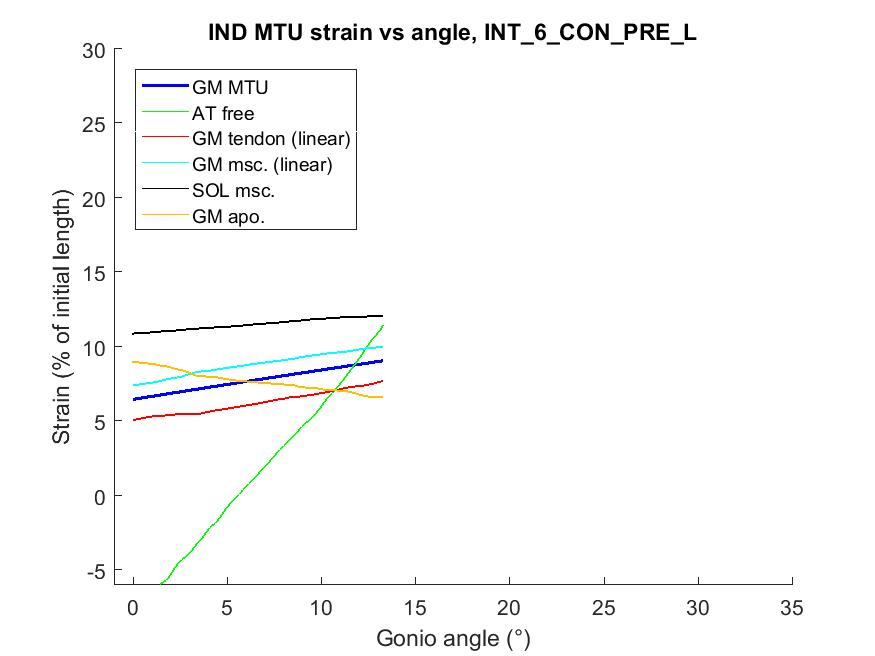 IND MTU strain vs angle, INT_6_CON_PRE_L
30
25
20
15
10
5
0
-5
Strain (% of initial length)
GM MTU
AT free
GM tendon (linear)
GM msc. (linear)
SOL msc.
GM apo.
0 5 10 15 20 25 30 35
Gonio angle (°)